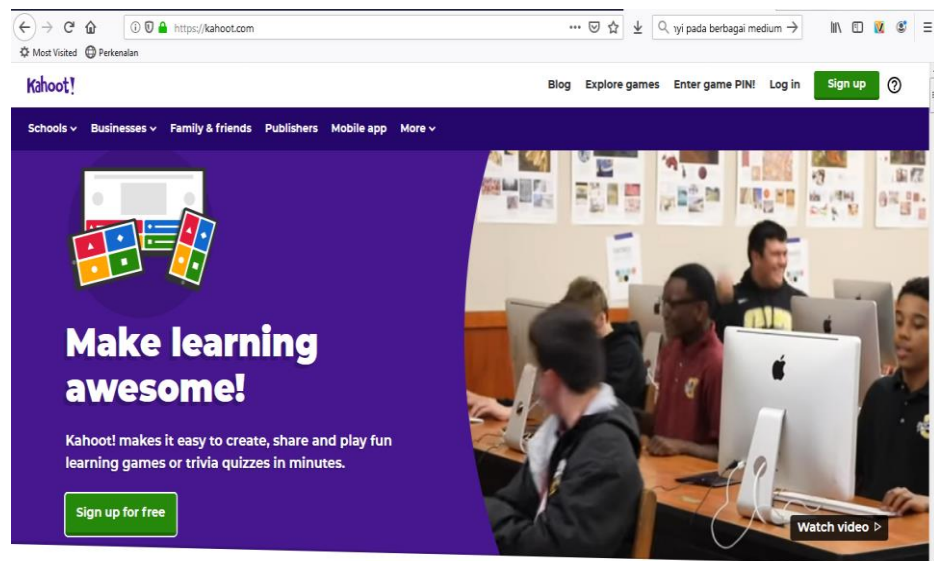 https://kahoot.com
nyi pada berbagai medium
Most Visited Perkenalan
Kahoot!
Blog Explore games Enter game PIN! Log in Sign up
Schools Businesses Family & friends Publishers Mobile app More
Make learning
awesome!
Kahoot! makes it easy to create, share and play fun
learning games or trivia quizzes in minutes.
Sign up for free
Watch video